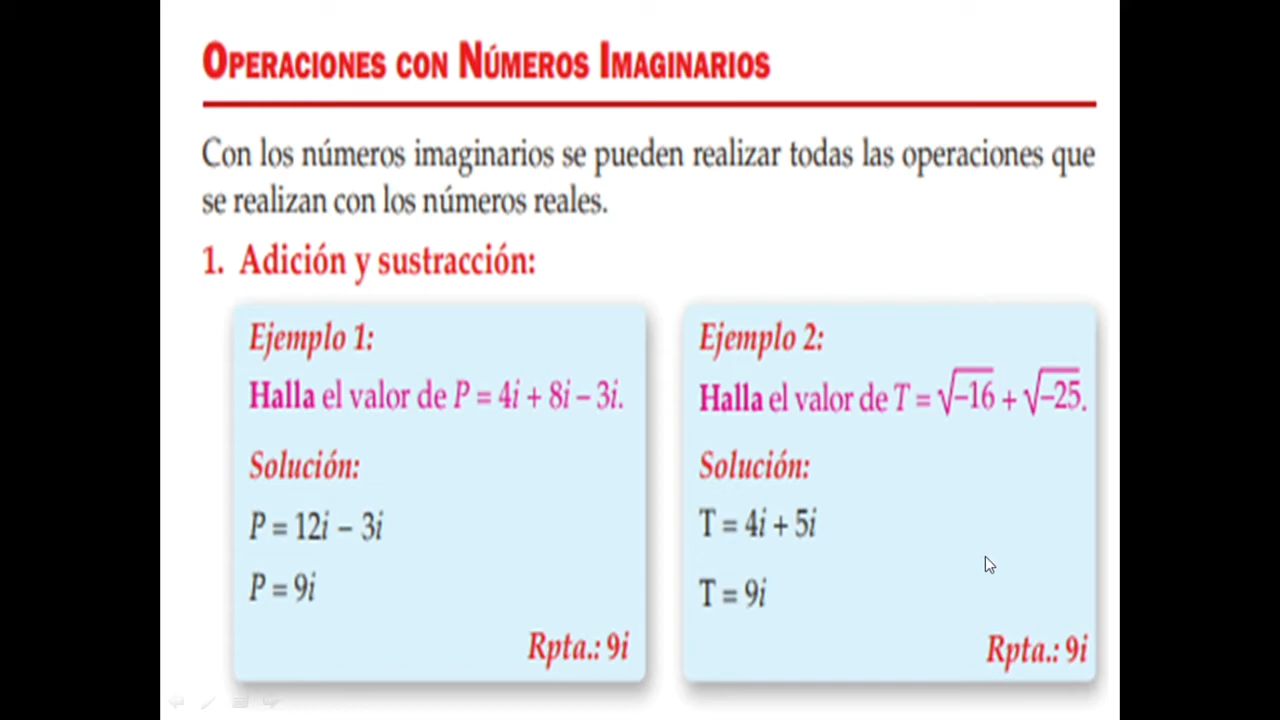 OPERACIONES CON NÚMEROS IMAGINARIOS
Con los números imaginarios se pueden realizar todas las operaciones que
se realizan con los números reales.
1. Adición y sustracción:
Ejemplo 1:
Halla el valor de P = 4i + 8i – 3i.
Solución:
P = 12i – 3i
P = 9i
Rpta.: 9i
Ejemplo 2:
Halla el valor de T = √–16 + √–25.
Solución:
T = 4i + 5i
T = 9i
Rpta.: 9i